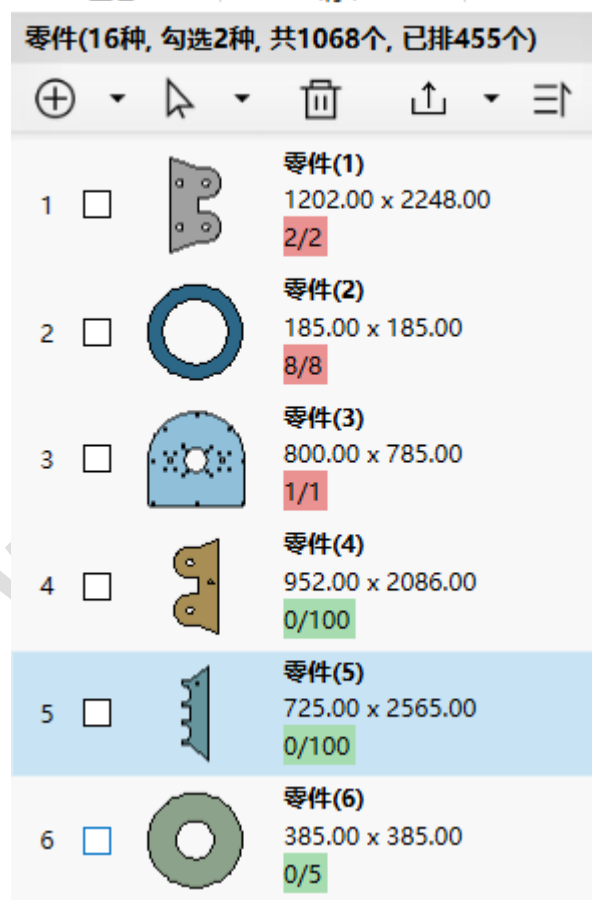 零件(16种, 勾选2种, 共1068个, 已排455个)
零件(1)
1 1202.00 x 2248.00
2/2
零件(2)
2 185.00 x 185.00
8/8
零件(3)
3 800.00 x 785.00
1/1
零件(4)
4 952.00 x 2086.00
0/100
零件(5)
5 725.00 x 2565.00
0/100
零件(6)
6 385.00 x 385.00
0/5